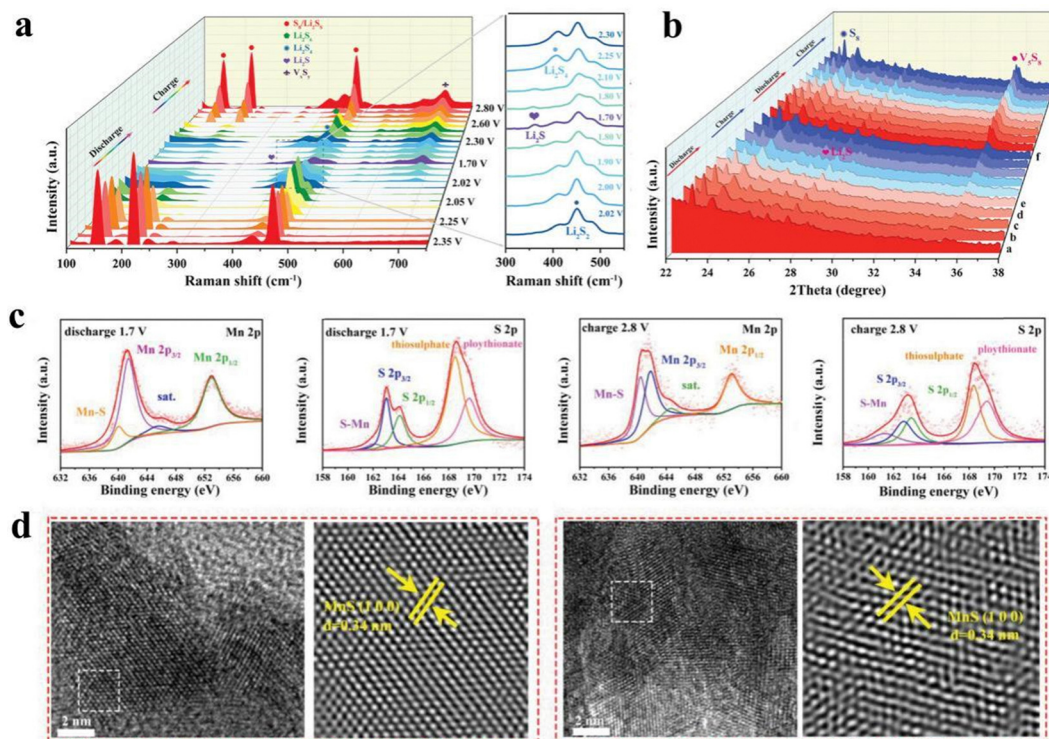 a
S₈/Li₂S₈
Li₂S₆
Li₂S₄
Li₂S
VₓSᵧ
Charge
Discharge
Intensity (a.u.)
2.80 V
2.60 V
2.30 V
1.70 V
2.02 V
2.05 V
2.25 V
2.35 V
100 200 300 400 500 600 700
Raman shift (cm⁻¹)
Intensity (a.u.)
2.30 V
2.25 V
Li₂S₄
2.10 V
1.80 V
1.70 V
Li₂S
1.80 V
1.90 V
2.00 V
2.02 V
Li₂S₂
300 350 400 450 500 550
Raman shift (cm⁻¹)
b
S₈
V₅S₈
Discharge
Charge
Discharge
Charge
Li₂S
f
e
d
c
b
a
Intensity (a.u.)
22 24 26 28 30 32 34 36 38
2Theta (degree)
c
discharge 1.7 V
Mn 2p
Mn 2p₃/₂
Mn 2p₁/₂
Mn-S
sat.
Intensity (a.u.)
632 636 640 644 648 652 656 660
Binding energy (eV)
discharge 1.7 V
S 2p
thiosulphate
ploythionate
S 2p₃/₂
S 2p₁/₂
S-Mn
Intensity (a.u.)
158 160 162 164 166 168 170 172 174
Binding energy (eV)
charge 2.8 V
Mn 2p
Mn 2p₃/₂
Mn 2p₁/₂
Mn-S
sat.
Intensity (a.u.)
632 636 640 644 648 652 656 660
Binding energy (eV)
charge 2.8 V
S 2p
thiosulphate
ploythionate
S 2p₃/₂
S 2p₁/₂
S-Mn
Intensity (a.u.)
158 160 162 164 166 168 170 172 174
Binding energy (eV)
d
2 nm
MnS (1 0 0)
d=0.34 nm
2 nm
MnS (1 0 0)
d=0.34 nm